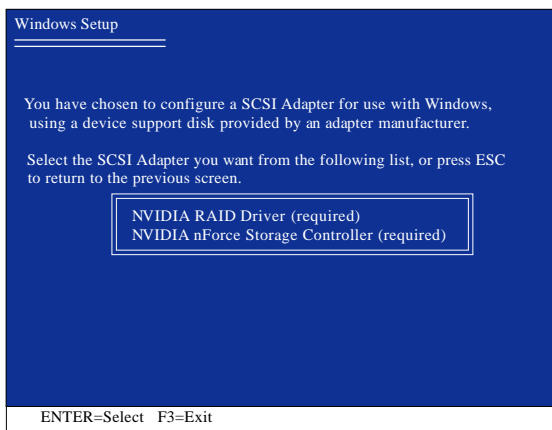 Windows Setup
You have chosen to configure a SCSI Adapter for use with Windows,
using a device support disk provided by an adapter manufacturer.
Select the SCSI Adapter you want from the following list, or press ESC
to return to the previous screen.
NVIDIA RAID Driver (required)
NVIDIA nForce Storage Controller (required)
ENTER=Select F3=Exit